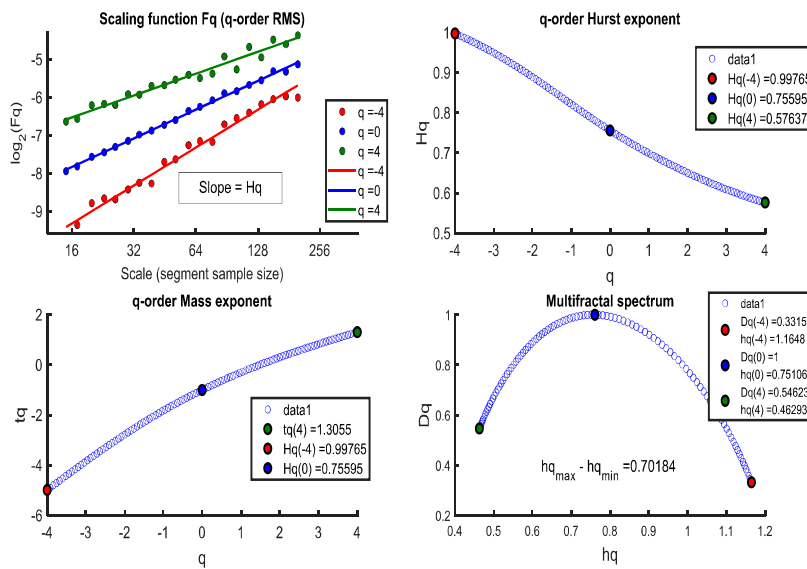 Scaling function Fq (q-order RMS)
-5
-6
-7
-8
-9
log2(Fq)
q =-4
q =0
q =4
q =-4
q =0
q =4
Slope = Hq
16 32 64 128 256
Scale (segment sample size)
q-order Hurst exponent
1
0.9
0.8
0.7
0.6
0.5
Hq
data1
Hq(-4) =0.99765
Hq(0) =0.75595
Hq(4) =0.57637
-4 -3 -2 -1 0 1 2 3 4
q
q-order Mass exponent
2
0
-2
-4
-6
tq
data1
tq(4) =1.3055
Hq(-4) =0.99765
Hq(0) =0.75595
-4 -3 -2 -1 0 1 2 3 4
q
Multifractal spectrum
1
0.8
0.6
0.4
0.2
Dq
data1
Dq(-4) =0.3315
hq(-4) =1.1648
Dq(0) =1
hq(0) =0.75106
Dq(4) =0.54623
hq(4) =0.46293
hqmax - hqmin =0.70184
0.4 0.5 0.6 0.7 0.8 0.9 1 1.1 1.2
hq